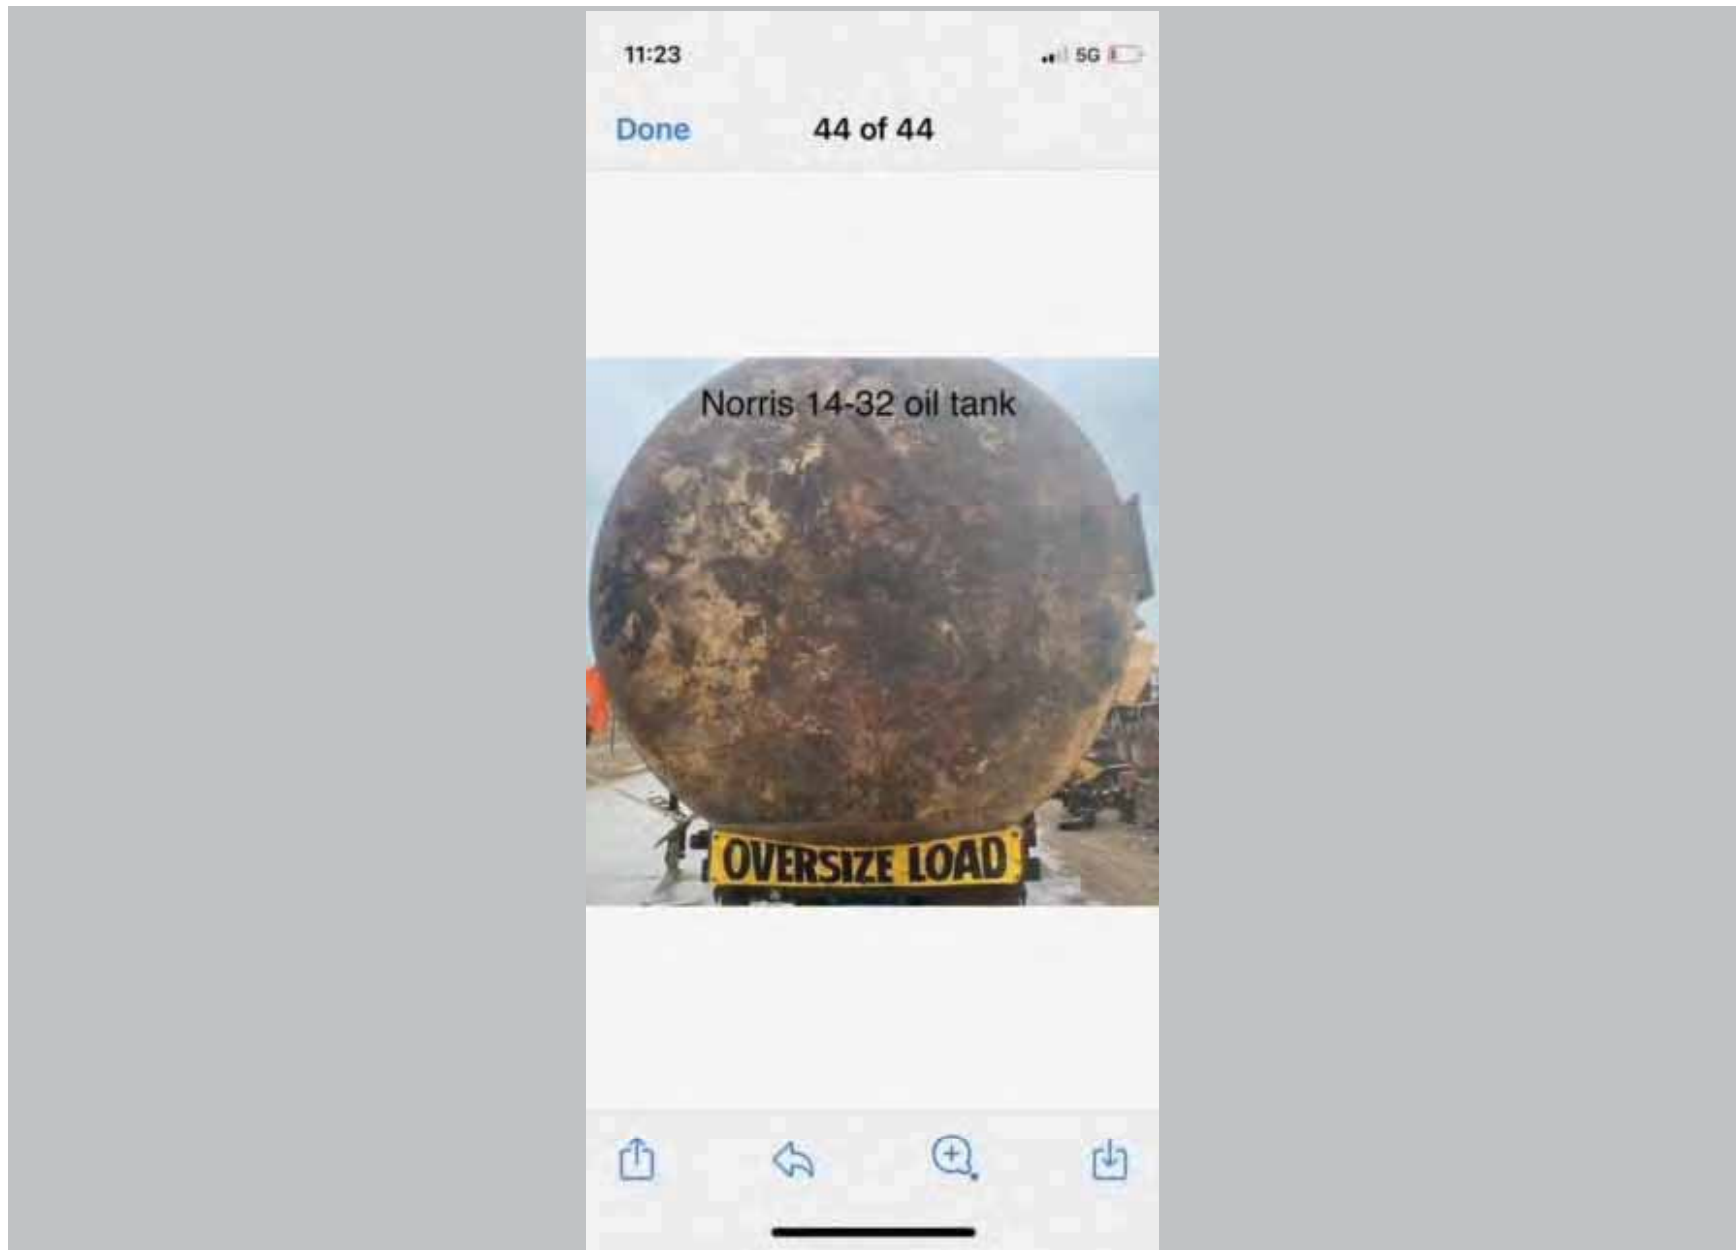 11:23
5G
Done
44 of 44
Norris 14-32 oil tank
OVERSIZE LOAD